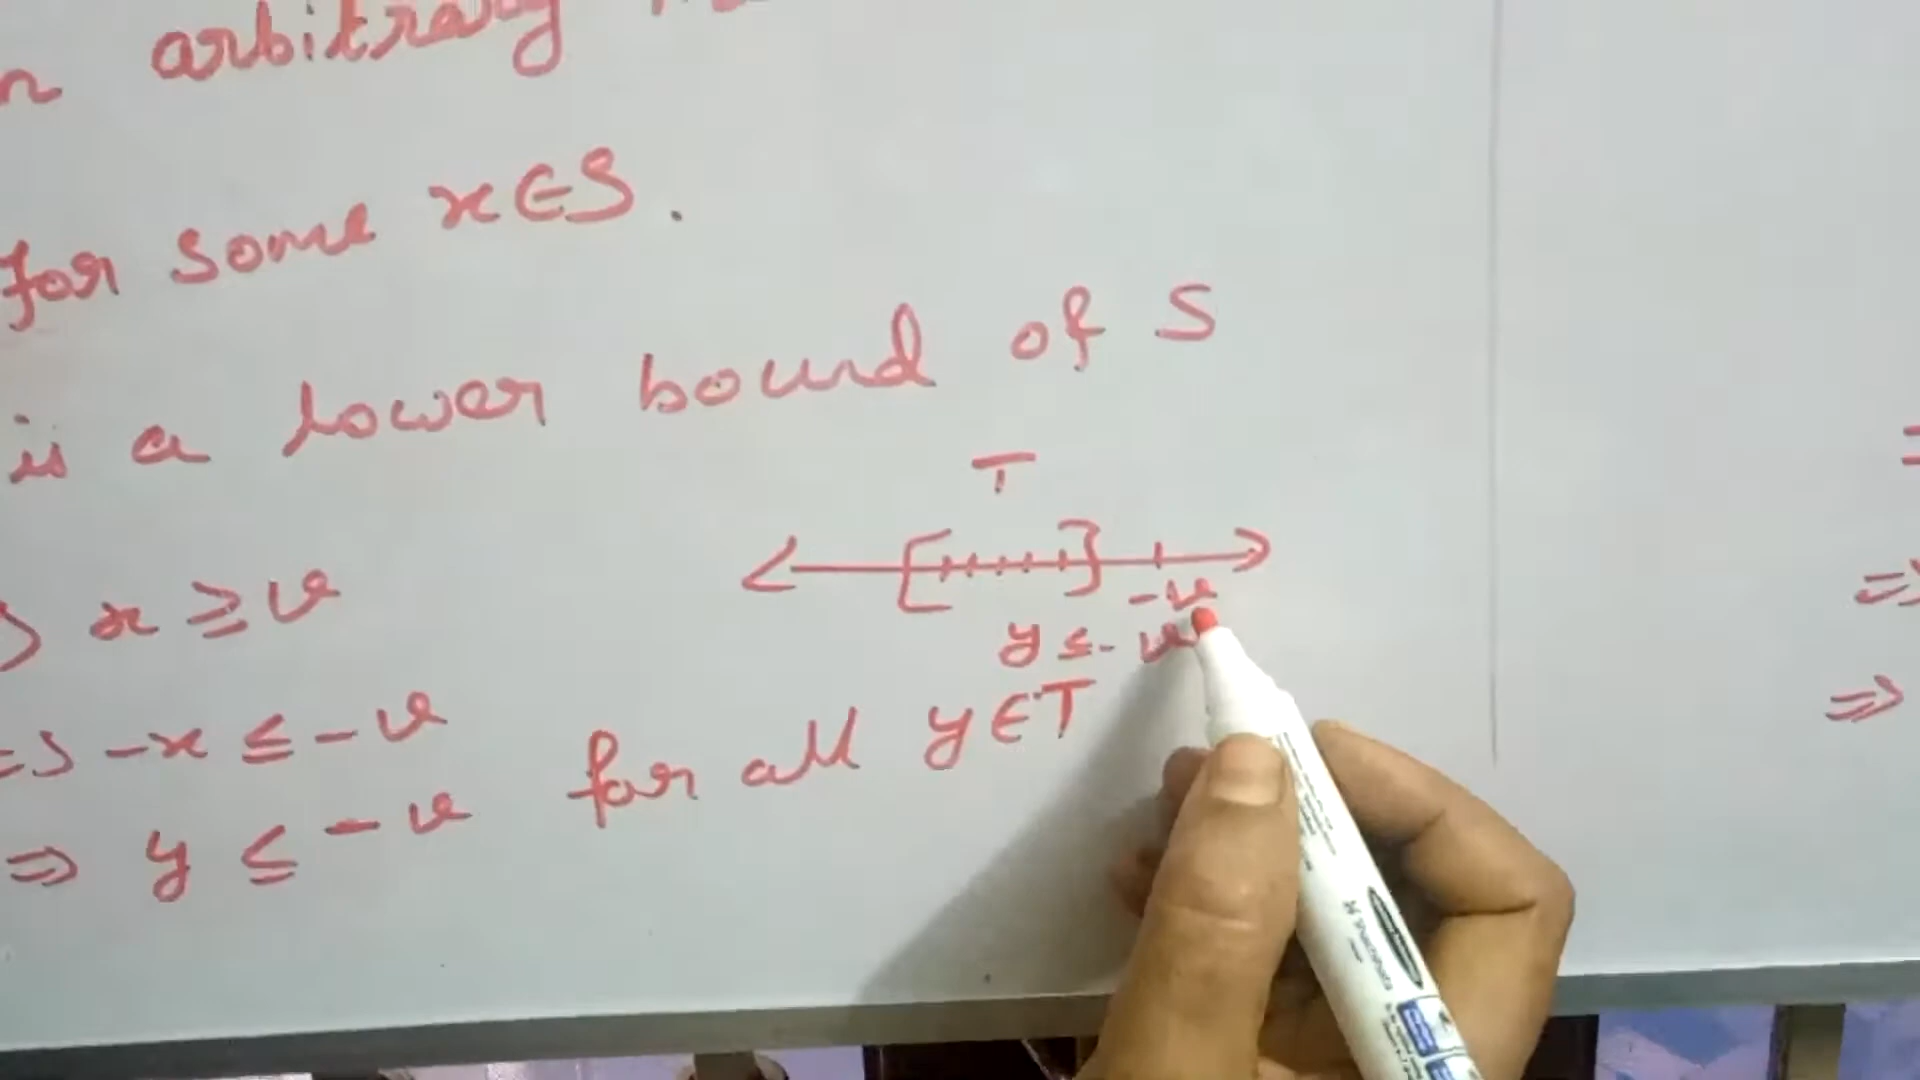 arbitrary
for some x∈S.
is a lower bound of S
T
x ≥ v
-v
y ≤ - v
-x ≤ -v
for all y∈T
⇒ y ≤ -v
⇒
⇒